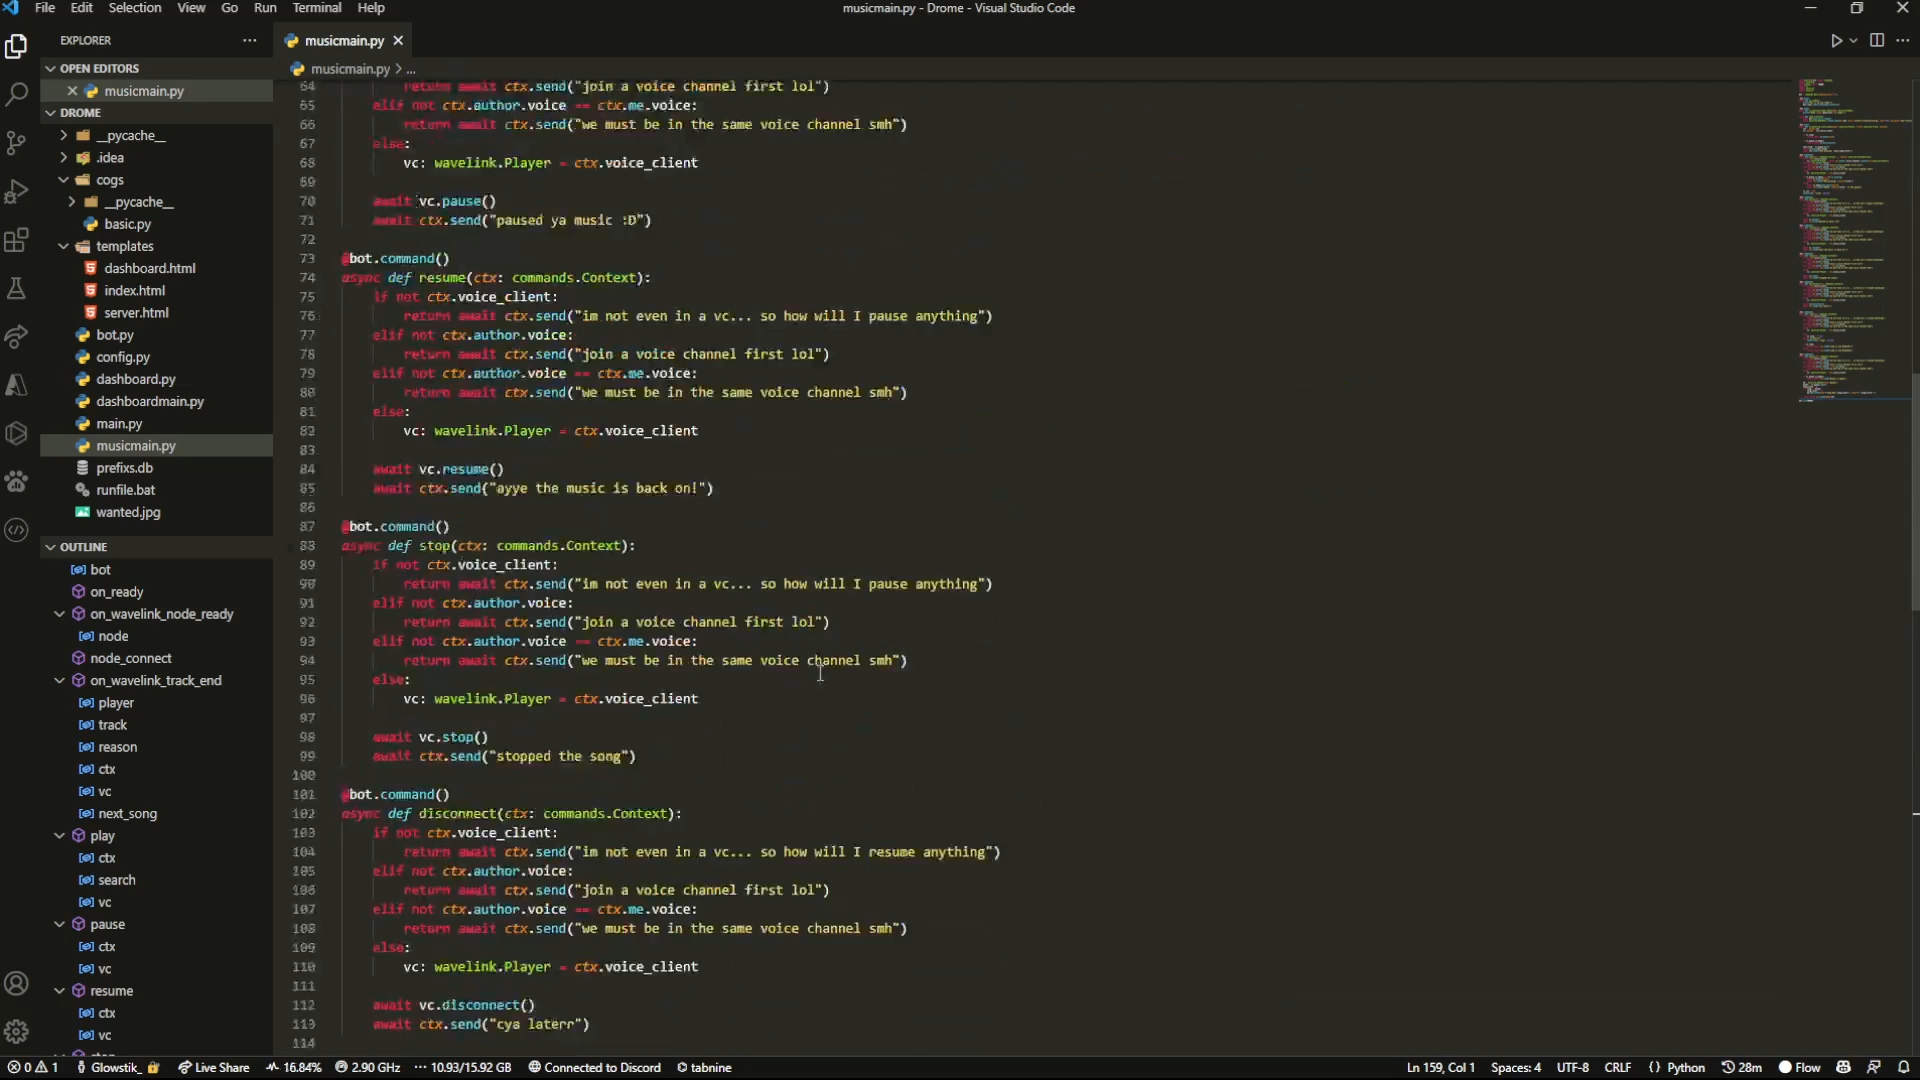 File Edit Selection View Go Run Terminal Help
musicmain.py - Drome - Visual Studio Code
EXPLORER
OPEN EDITORS
musicmain.py
DROME
__pycache__
.idea
cogs
__pycache__
basic.py
templates
dashboard.html
index.html
server.html
bot.py
config.py
dashboard.py
dashboardmain.py
main.py
musicmain.py
prefixs.db
runfile.bat
wanted.jpg
OUTLINE
bot
on_ready
on_wavelink_node_ready
node
node_connect
on_wavelink_track_end
player
track
reason
ctx
vc
next_song
play
ctx
search
vc
pause
ctx
vc
resume
ctx
vc
musicmain.py
musicmain.py > ...
64 return await ctx.send("join a voice channel first lol")
65 elif not ctx.author.voice == ctx.me.voice:
66 return await ctx.send("we must be in the same voice channel smh")
67 else:
68 vc: wavelink.Player = ctx.voice_client
69
70 await vc.pause()
71 await ctx.send("paused ya music :D")
72
73 @bot.command()
74 async def resume(ctx: commands.Context):
75 if not ctx.voice_client:
76 return await ctx.send("im not even in a vc... so how will I pause anything")
77 elif not ctx.author.voice:
78 return await ctx.send("join a voice channel first lol")
79 elif not ctx.author.voice == ctx.me.voice:
80 return await ctx.send("we must be in the same voice channel smh")
81 else:
82 vc: wavelink.Player = ctx.voice_client
83
84 await vc.resume()
85 await ctx.send("ayye the music is back on!")
86
87 @bot.command()
88 async def stop(ctx: commands.Context):
89 if not ctx.voice_client:
90 return await ctx.send("im not even in a vc... so how will I pause anything")
91 elif not ctx.author.voice:
92 return await ctx.send("join a voice channel first lol")
93 elif not ctx.author.voice == ctx.me.voice:
94 return await ctx.send("we must be in the same voice channel smh")
95 else:
96 vc: wavelink.Player = ctx.voice_client
97
98 await vc.stop()
99 await ctx.send("stopped the song")
100
101 @bot.command()
102 async def disconnect(ctx: commands.Context):
103 if not ctx.voice_client:
104 return await ctx.send("im not even in a vc... so how will I resume anything")
105 elif not ctx.author.voice:
106 return await ctx.send("join a voice channel first lol")
107 elif not ctx.author.voice == ctx.me.voice:
108 return await ctx.send("we must be in the same voice channel smh")
109 else:
110 vc: wavelink.Player = ctx.voice_client
111
112 await vc.disconnect()
113 await ctx.send("cya laterr")
114
0 1 Glowstik_ Live Share 16.84% 2.90 GHz 10.93/15.92 GB Connected to Discord tabnine
Ln 159, Col 1 Spaces: 4 UTF-8 CRLF Python 28m Flow